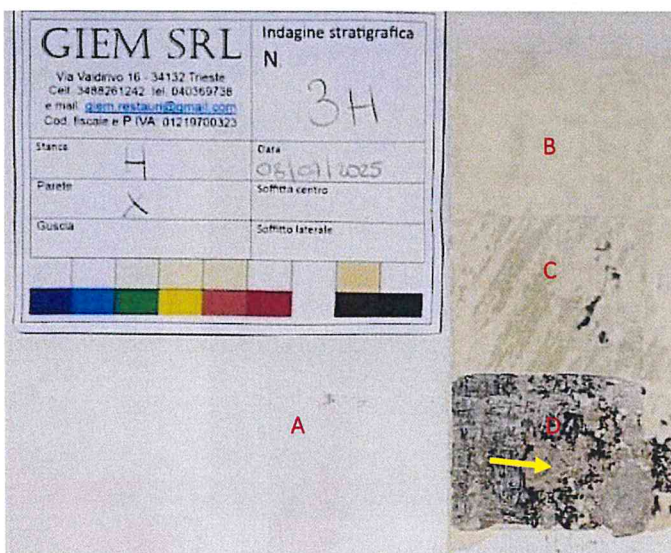 GIEM SRL
Via Valdirivo 16 - 34132 Trieste
Cell. 3488261242 tel. 040369738
e mail: giem.restauri@gmail.com
Cod. fiscale e P.IVA: 01219700323
Indagine stratigrafica
N.
3H
Stanza
H
Data
08/07/2025
Parete
Soffitto centro
Guscia
Soffitto laterale
A
B
C
D